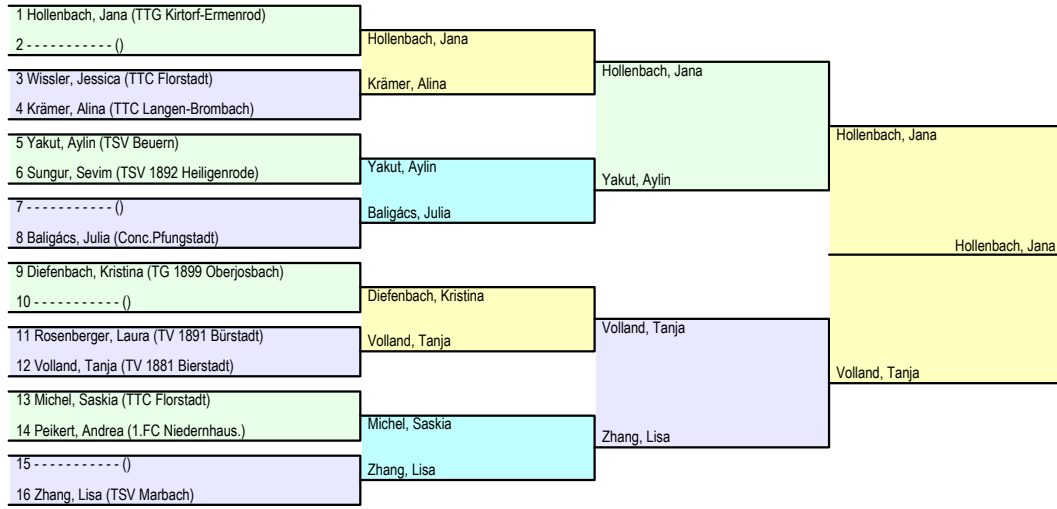 1 Hollenbach, Jana (TTG Kirtorf-Ermenrod)
2 - - - - - - - - - - - ()
3 Wissler, Jessica (TTC Florstadt)
4 Krämer, Alina (TTC Langen-Brombach)
5 Yakut, Aylin (TSV Beuern)
6 Sungur, Sevim (TSV 1892 Heiligenrode)
7 - - - - - - - - - - - ()
8 Baligács, Julia (Conc.Pfungstadt)
9 Diefenbach, Kristina (TG 1899 Oberjosbach)
10 - - - - - - - - - - - ()
11 Rosenberger, Laura (TV 1891 Bürstadt)
12 Volland, Tanja (TV 1881 Bierstadt)
13 Michel, Saskia (TTC Florstadt)
14 Peikert, Andrea (1.FC Niedernhaus.)
15 - - - - - - - - - - - ()
16 Zhang, Lisa (TSV Marbach)
Hollenbach, Jana
Krämer, Alina
Yakut, Aylin
Baligács, Julia
Diefenbach, Kristina
Volland, Tanja
Michel, Saskia
Zhang, Lisa
Hollenbach, Jana
Yakut, Aylin
Volland, Tanja
Zhang, Lisa
Hollenbach, Jana
Volland, Tanja
Hollenbach, Jana